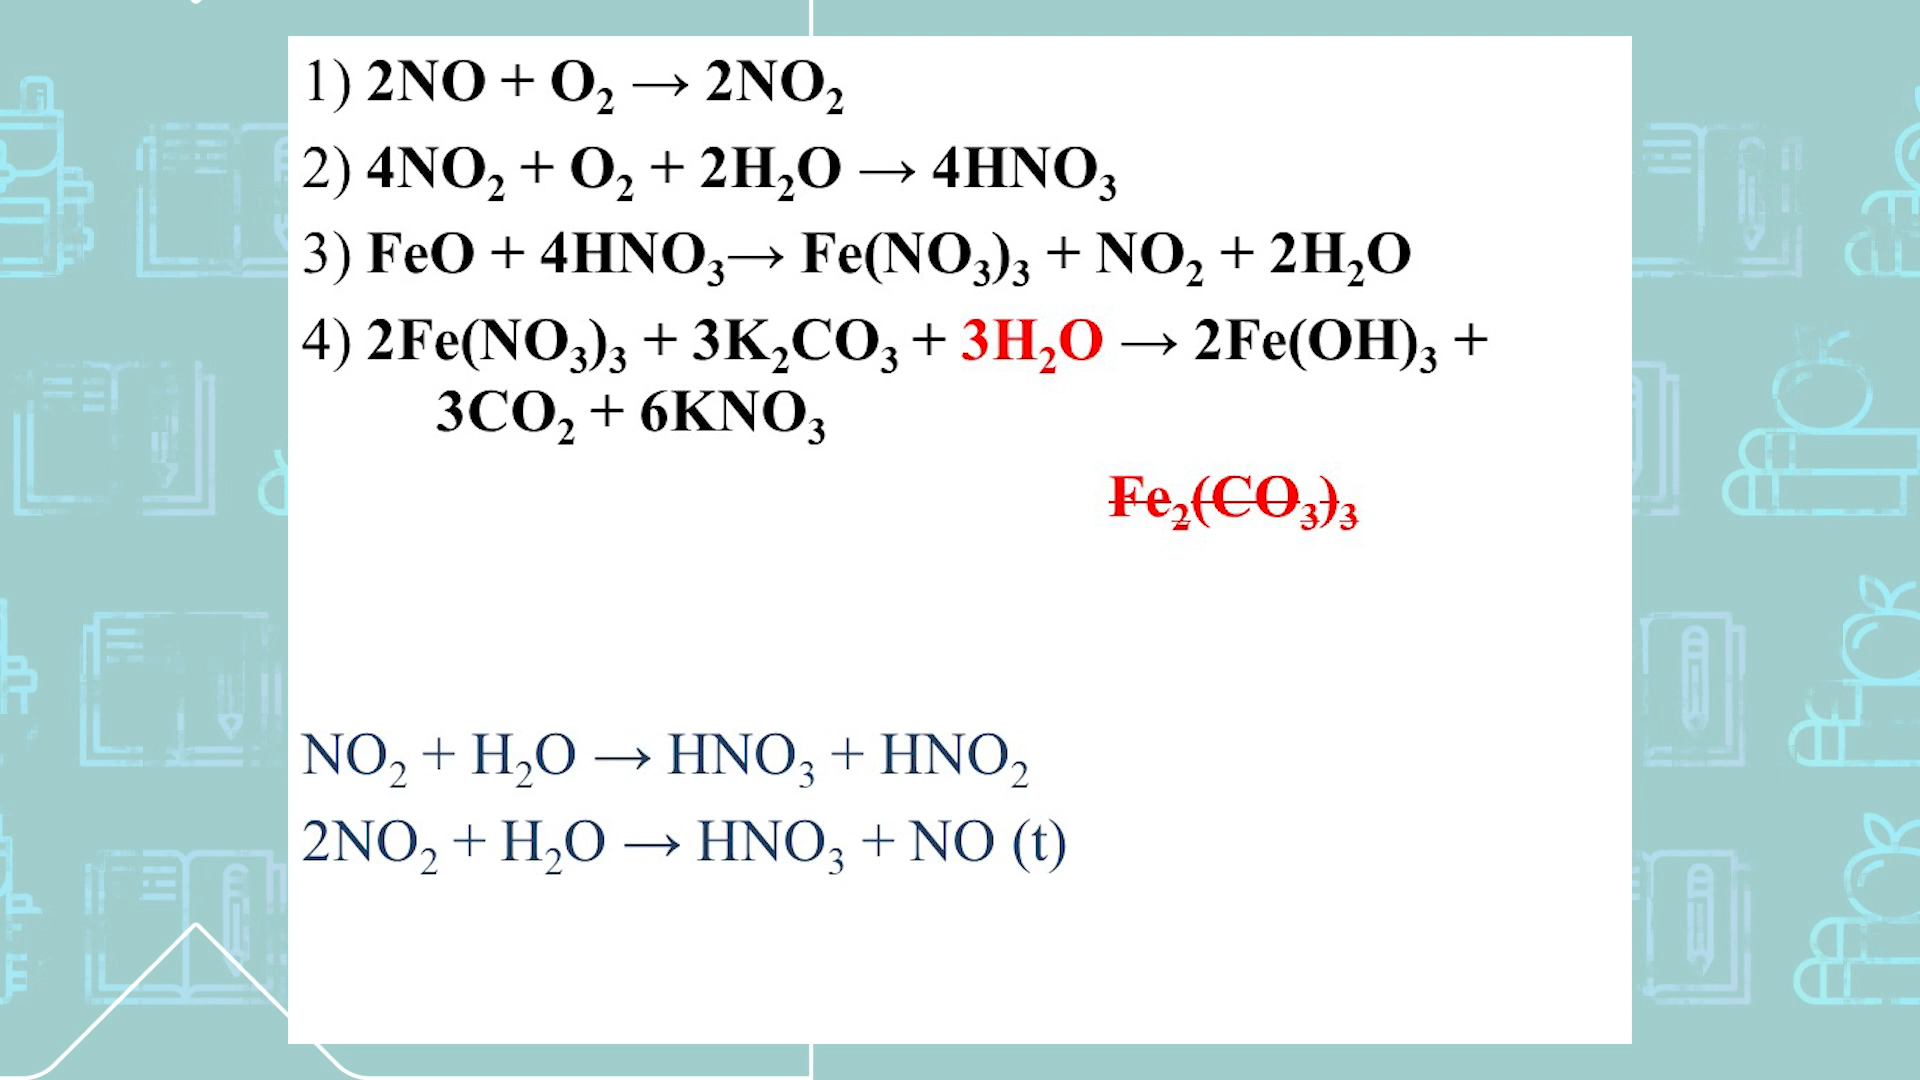 1) 2NO + O₂ → 2NO₂
2) 4NO₂ + O₂ + 2H₂O → 4HNO₃
3) FeO + 4HNO₃→ Fe(NO₃)₃ + NO₂ + 2H₂O
4) 2Fe(NO₃)₃ + 3K₂CO₃ + 3H₂O → 2Fe(OH)₃ +
3CO₂ + 6KNO₃
Fe₂(CO₃)₃
NO₂ + H₂O → HNO₃ + HNO₂
2NO₂ + H₂O → HNO₃ + NO (t)